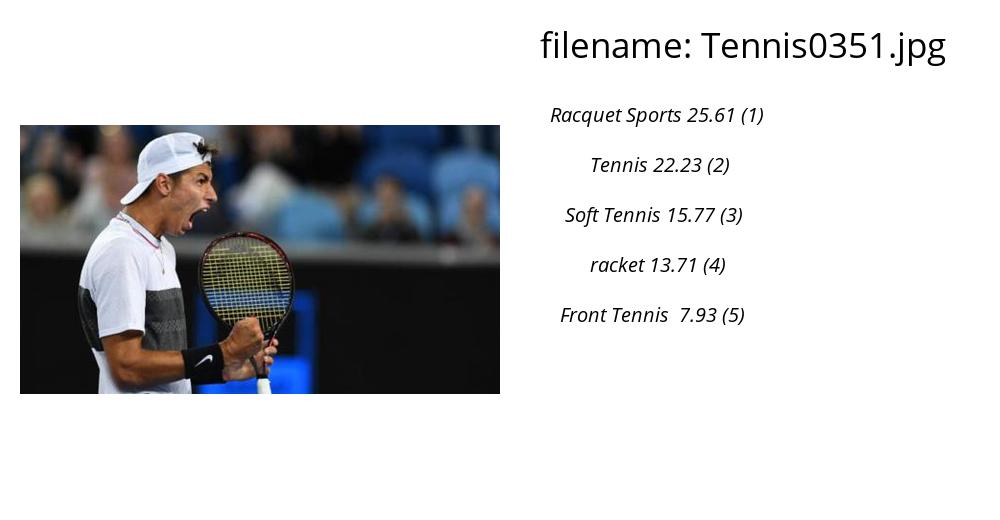 filename: Tennis0351.jpg
Racquet Sports 25.61 (1)
Tennis 22.23 (2)
Soft Tennis 15.77 (3)
racket 13.71 (4)
Front Tennis 7.93 (5)